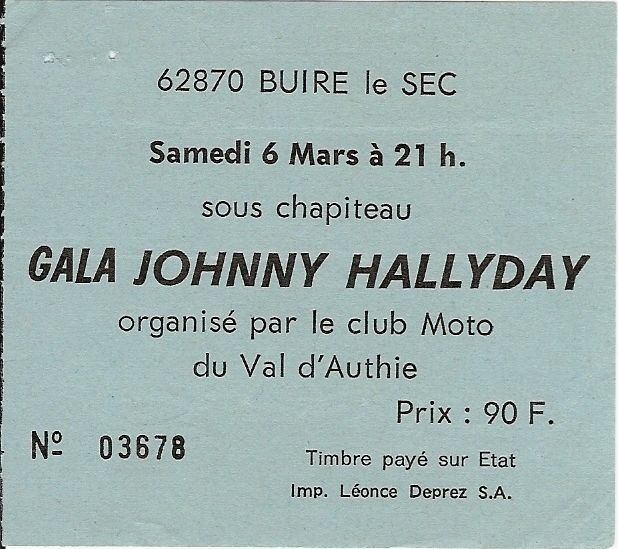 62870 BUIRE le SEC
Samedi 6 Mars à 21 h.
sous chapiteau
GALA JOHNNY HALLYDAY
organisé par le club Moto
du Val d'Authie
Prix : 90 F.
Nº 03678
Timbre payé sur Etat
Imp. Léonce Deprez S.A.